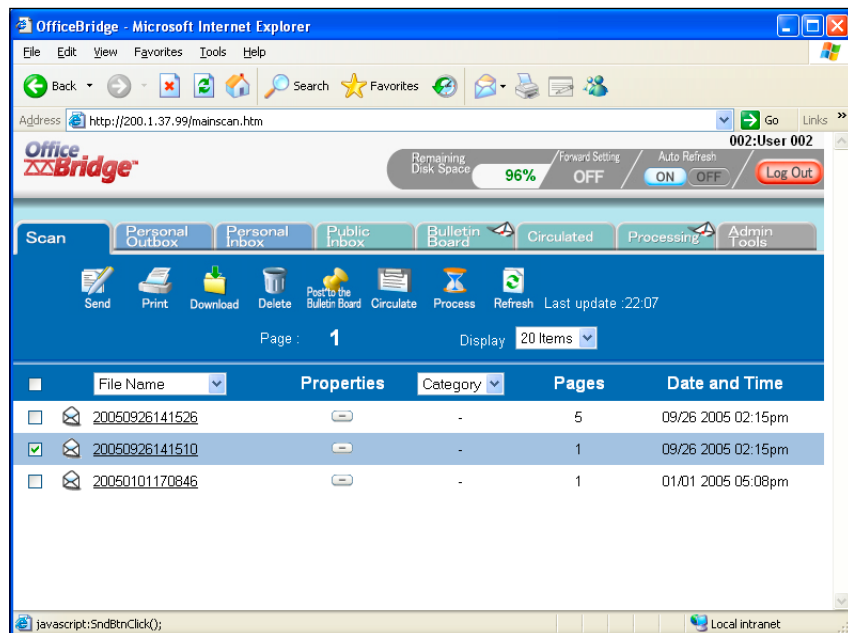 OfficeBridge - Microsoft Internet Explorer
File Edit View Favorites Tools Help
Back Search Favorites
Address http://200.1.37.99/mainscan.htm Go Links »
002:User 002
Office Bridge™
Remaining Disk Space 96% Forward Setting OFF Auto Refresh ON OFF Log Out
Scan Personal Outbox Personal Inbox Public Inbox Bulletin Board Circulated Processing Admin Tools
Send Print Download Delete Post to the Bulletin Board Circulate Process Refresh Last update :22:07
Page : 1 Display 20 Items
File Name Properties Category Pages Date and Time
20050926141526 - 5 09/26 2005 02:15pm
20050926141510 - 1 09/26 2005 02:15pm
20050101170846 - 1 01/01 2005 05:08pm
javascript:SndBtnClick(); Local intranet